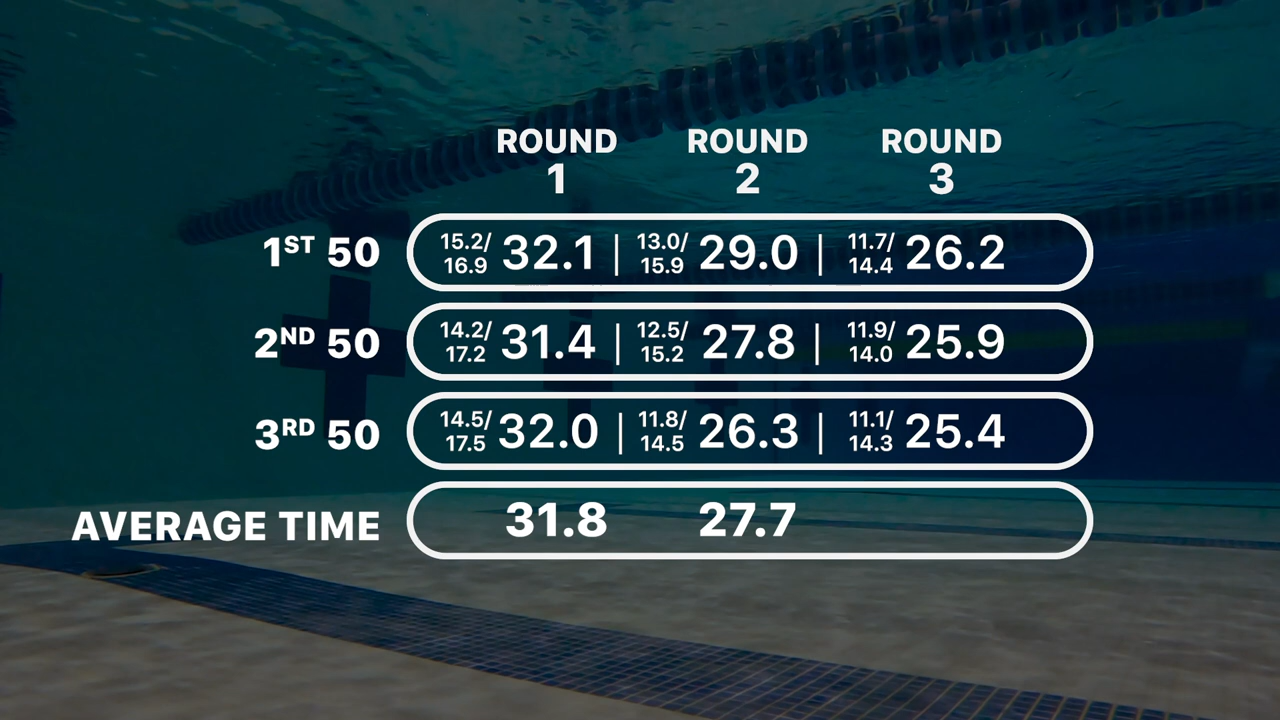 ROUND 1 ROUND 2 ROUND 3
1ST 50 15.2/16.9 32.1 | 13.0/15.9 29.0 | 11.7/14.4 26.2
2ND 50 14.2/17.2 31.4 | 12.5/15.2 27.8 | 11.9/14.0 25.9
3RD 50 14.5/17.5 32.0 | 11.8/14.5 26.3 | 11.1/14.3 25.4
AVERAGE TIME 31.8 27.7